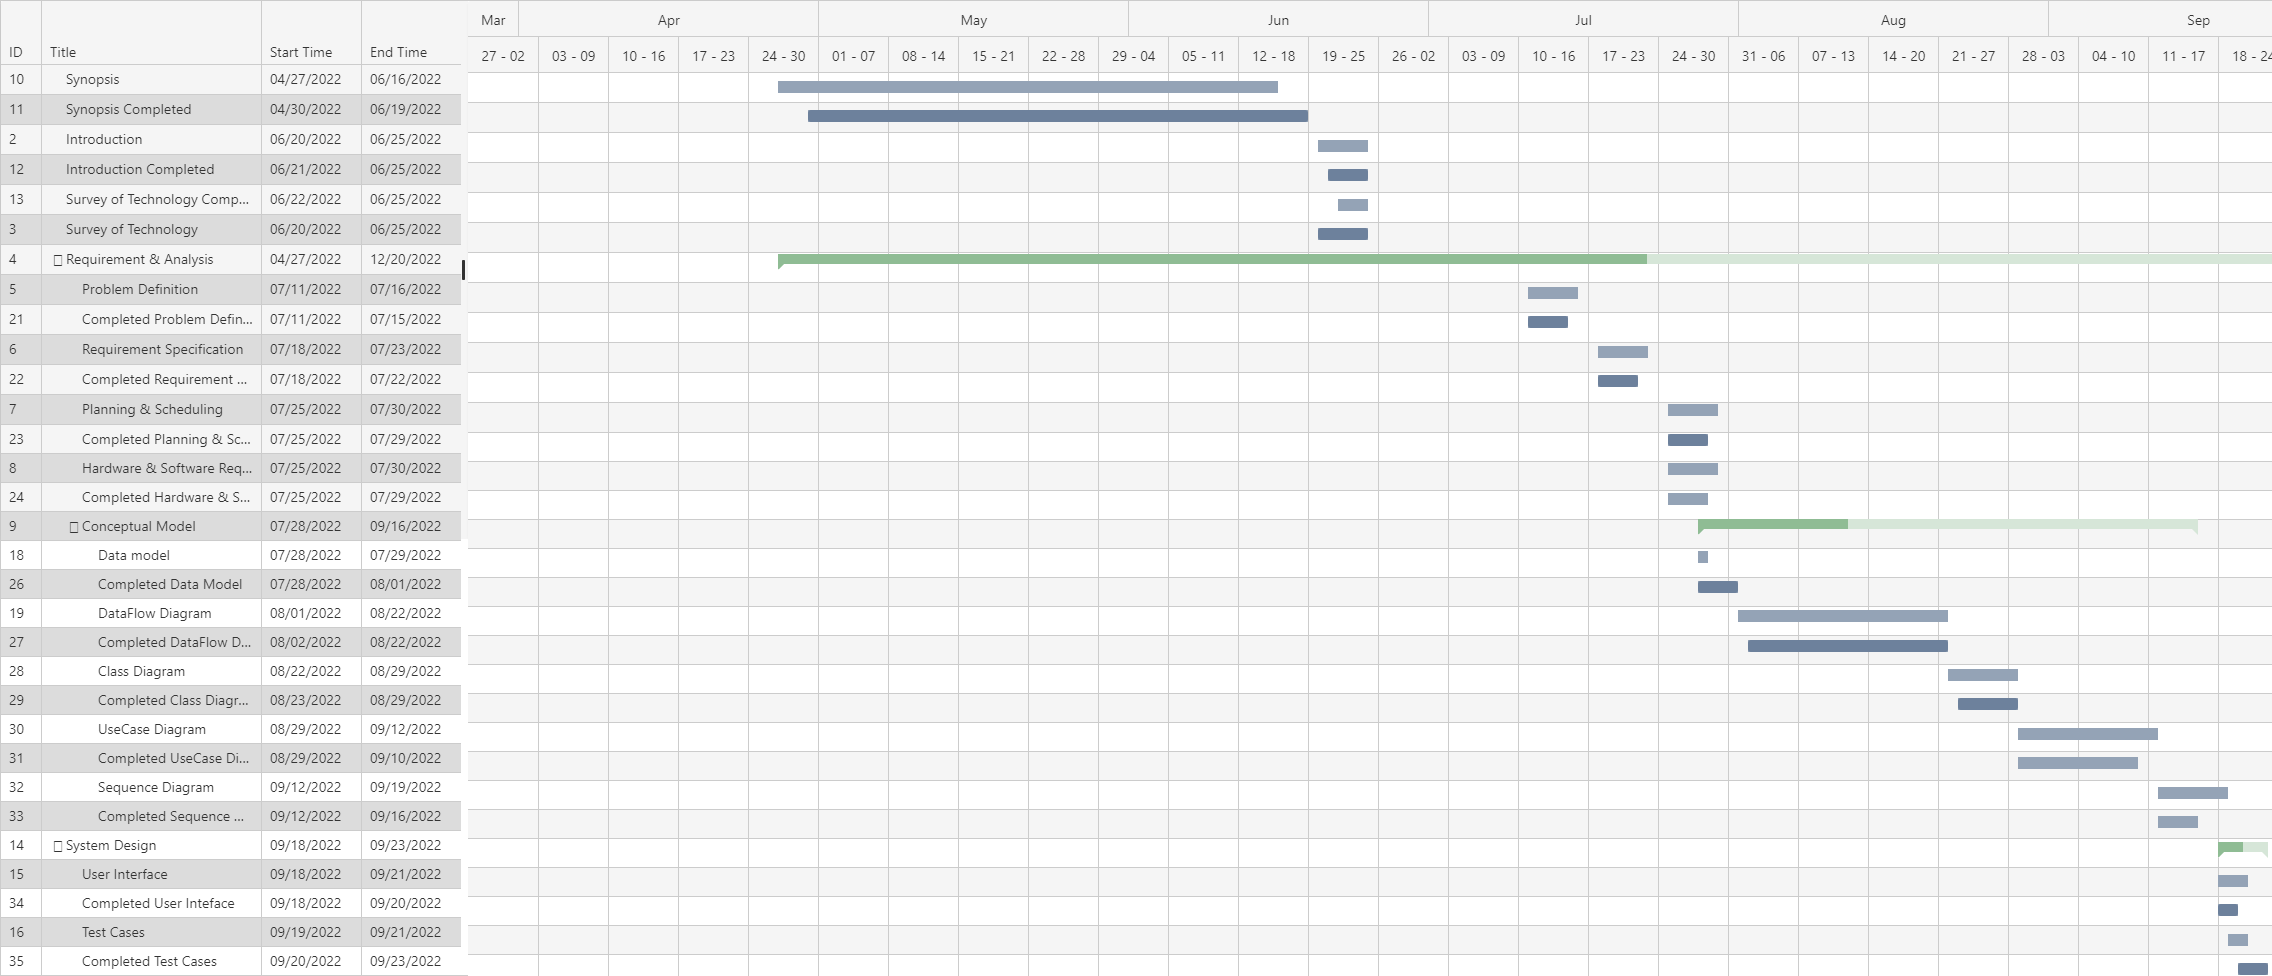 Mar Apr May Jun Jul Aug Sep
ID Title Start Time End Time 27 - 02 03 - 09 10 - 16 17 - 23 24 - 30 01 - 07 08 - 14 15 - 21 22 - 28 29 - 04 05 - 11 12 - 18 19 - 25 26 - 02 03 - 09 10 - 16 17 - 23 24 - 30 31 - 06 07 - 13 14 - 20 21 - 27 28 - 03 04 - 10 11 - 17 18 - 24
10 Synopsis 04/27/2022 06/16/2022
11 Synopsis Completed 04/30/2022 06/19/2022
2 Introduction 06/20/2022 06/25/2022
12 Introduction Completed 06/21/2022 06/25/2022
13 Survey of Technology Comp... 06/22/2022 06/25/2022
3 Survey of Technology 06/20/2022 06/25/2022
4 Requirement & Analysis 04/27/2022 12/20/2022
5 Problem Definition 07/11/2022 07/16/2022
21 Completed Problem Defin... 07/11/2022 07/15/2022
6 Requirement Specification 07/18/2022 07/23/2022
22 Completed Requirement ... 07/18/2022 07/22/2022
7 Planning & Scheduling 07/25/2022 07/30/2022
23 Completed Planning & Sc... 07/25/2022 07/29/2022
8 Hardware & Software Req... 07/25/2022 07/30/2022
24 Completed Hardware & S... 07/25/2022 07/29/2022
9 Conceptual Model 07/28/2022 09/16/2022
18 Data model 07/28/2022 07/29/2022
26 Completed Data Model 07/28/2022 08/01/2022
19 DataFlow Diagram 08/01/2022 08/22/2022
27 Completed DataFlow D... 08/02/2022 08/22/2022
28 Class Diagram 08/22/2022 08/29/2022
29 Completed Class Diagr... 08/23/2022 08/29/2022
30 UseCase Diagram 08/29/2022 09/12/2022
31 Completed UseCase Di... 08/29/2022 09/10/2022
32 Sequence Diagram 09/12/2022 09/19/2022
33 Completed Sequence ... 09/12/2022 09/16/2022
14 System Design 09/18/2022 09/23/2022
15 User Interface 09/18/2022 09/21/2022
34 Completed User Inteface 09/18/2022 09/20/2022
16 Test Cases 09/19/2022 09/21/2022
35 Completed Test Cases 09/20/2022 09/23/2022